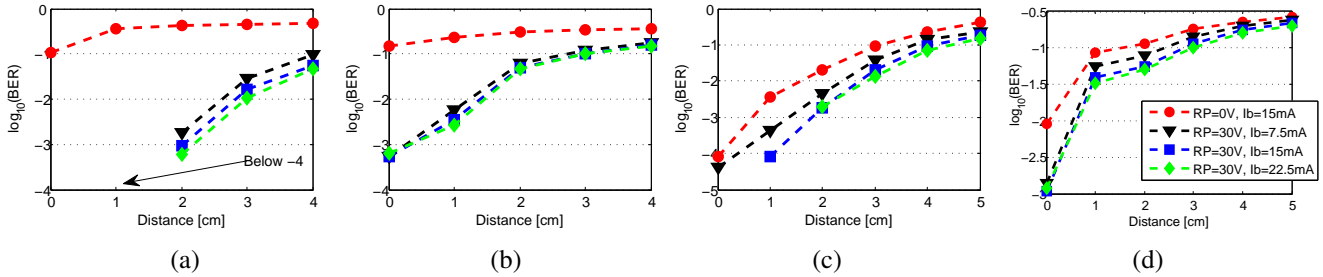 0
−1
−2
−3
−4
log10(BER)
Below −4
0 1 2 3 4
Distance [cm]
(a)
0
−1
−2
−3
−4
log10(BER)
0 1 2 3 4
Distance [cm]
(b)
0
−1
−2
−3
−4
−5
log10(BER)
0 1 2 3 4 5
Distance [cm]
(c)
−0.5
−1
−1.5
−2
−2.5
−3
log10(BER)
RP=0V, Ib=15mA
RP=30V, Ib=7.5mA
RP=30V, Ib=15mA
RP=30V, Ib=22.5mA
0 1 2 3 4 5
Distance [cm]
(d)